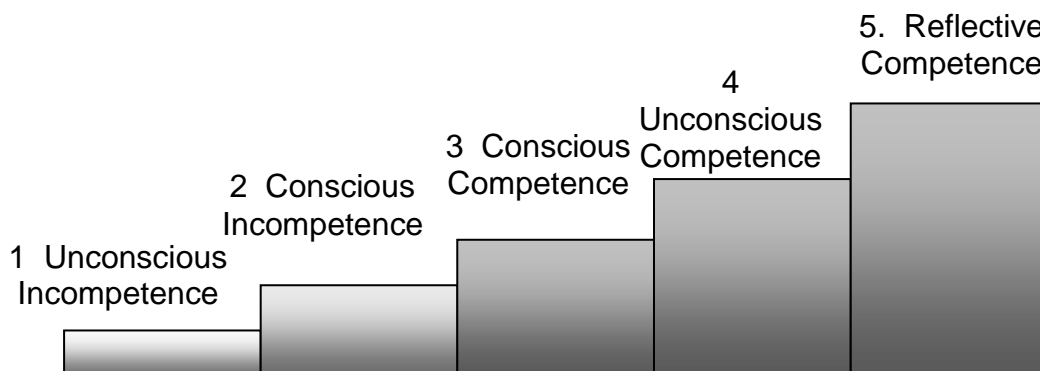 1 Unconscious
Incompetence
2 Conscious
Incompetence
3 Conscious
Competence
4
Unconscious
Competence
5. Reflective
Competence